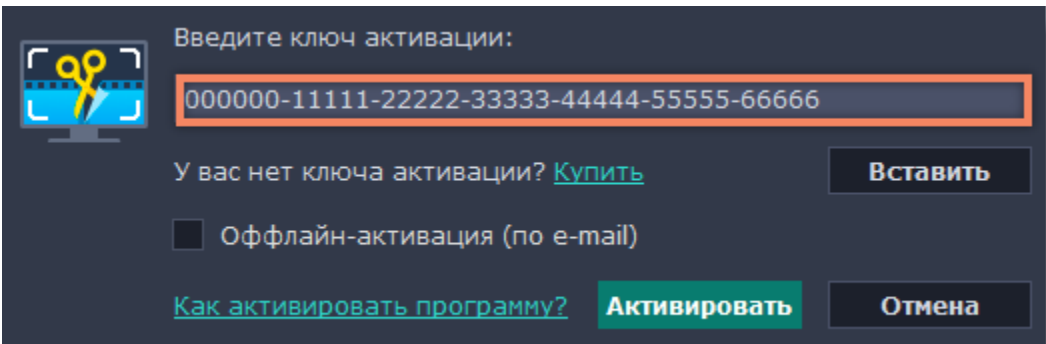 Введите ключ активации:
000000-11111-22222-33333-44444-55555-66666
У вас нет ключа активации? Купить
Вставить
Оффлайн-активация (по e-mail)
Как активировать программу?
Активировать
Отмена